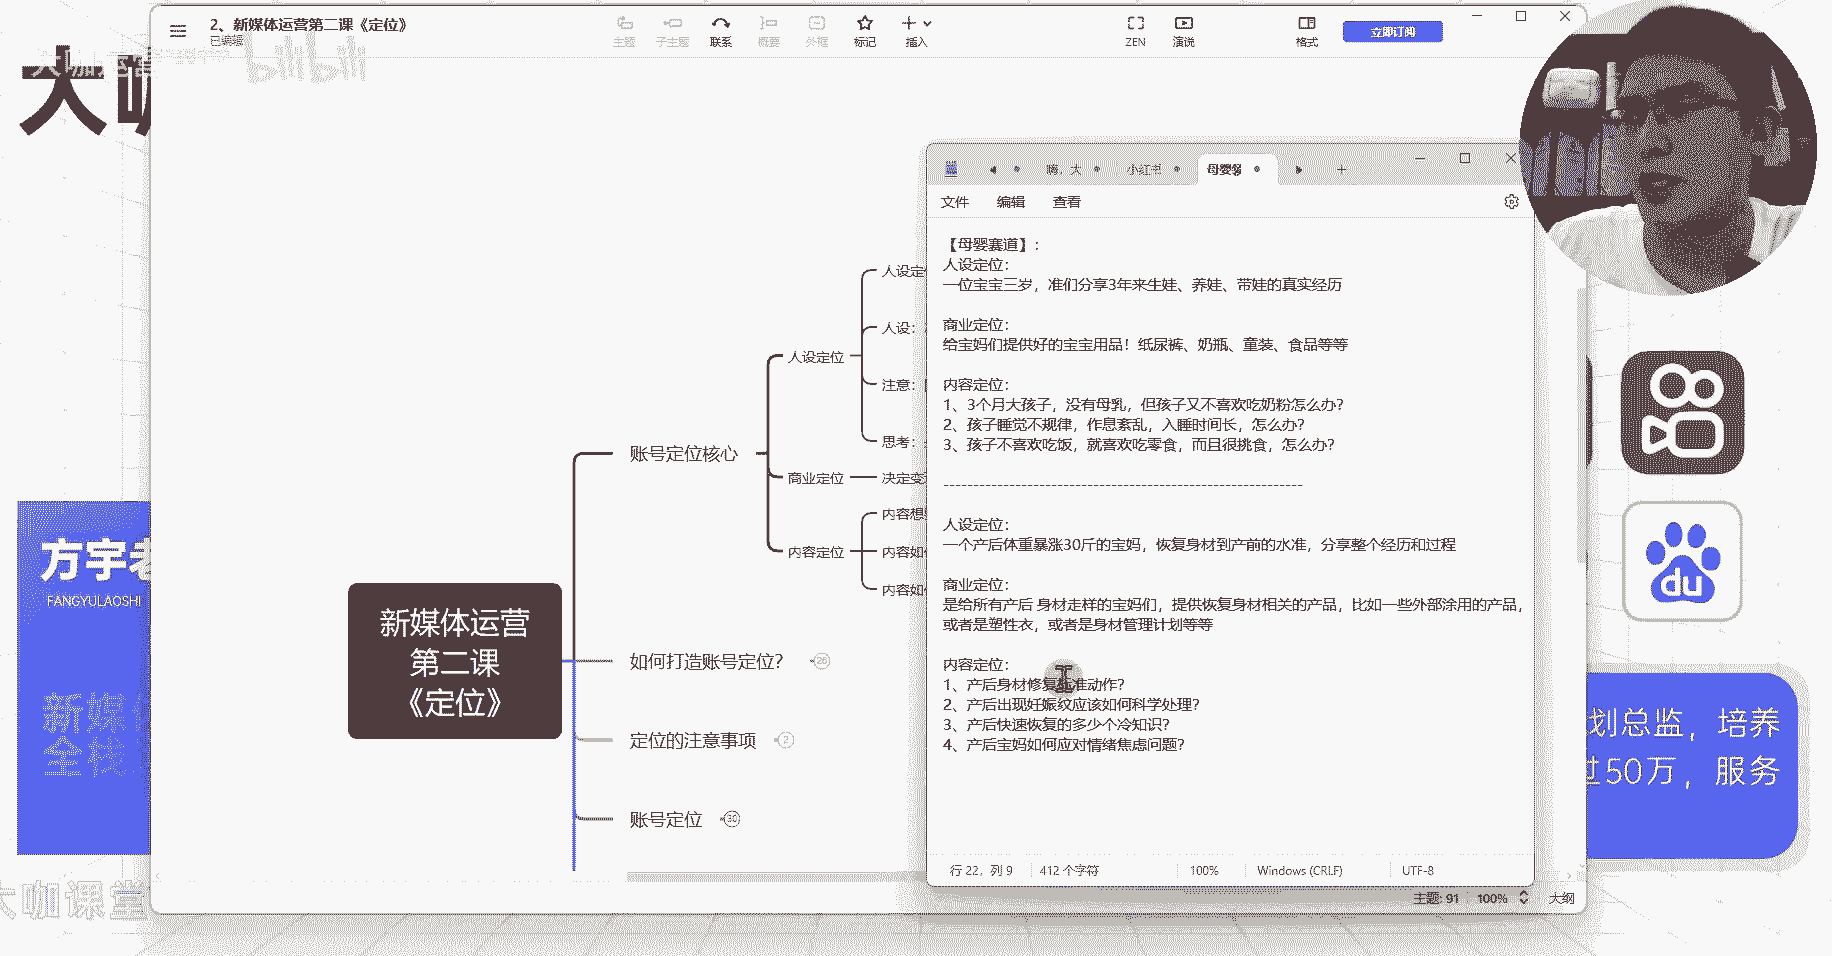 2、新媒体运营第二课《定位》
已编辑
主题
子主题
联系
概要
外框
标记
插入
ZEN
演说
格式
立即订阅
bilibili
大咖
方宇老
FANGYULAOSHI
新媒体
全栈
大咖课堂
新媒体运营
第二课
《定位》
账号定位核心
人设定位
人设定
人设：
注意：
思考：
商业定位
决定变
内容定位
内容想
内容如
内容如
如何打造账号定位？
26
定位的注意事项
2
账号定位
30
嗨，大
小红书
母婴餐
文件
编辑
查看
【母婴赛道】：
人设定位：
一位宝宝三岁，准们分享3年来生娃、养娃、带娃的真实经历
商业定位：
给宝妈们提供好的宝宝用品！纸尿裤、奶瓶、童装、食品等等
内容定位：
1、3个月大孩子，没有母乳，但孩子又不喜欢吃奶粉怎么办？
2、孩子睡觉不规律，作息紊乱，入睡时间长，怎么办？
3、孩子不喜欢吃饭，就喜欢吃零食，而且很挑食，怎么办？
------------------------------------------------------------
人设定位：
一个产后体重暴涨30斤的宝妈，恢复身材到产前的水准，分享整个经历和过程
商业定位：
是给所有产后 身材走样的宝妈们，提供恢复身材相关的产品，比如一些外部涂用的产品，
或者是塑性衣，或者是身材管理计划等等
内容定位：
1、产后身材修复标准动作？
2、产后出现妊娠纹应该如何科学处理？
3、产后快速恢复的多少个冷知识？
4、产后宝妈如何应对情绪焦虑问题？
行 22，列 9
412 个字符
100%
Windows (CRLF)
UTF-8
主题: 91
100%
大纲
du
划总监，培养
过50万，服务